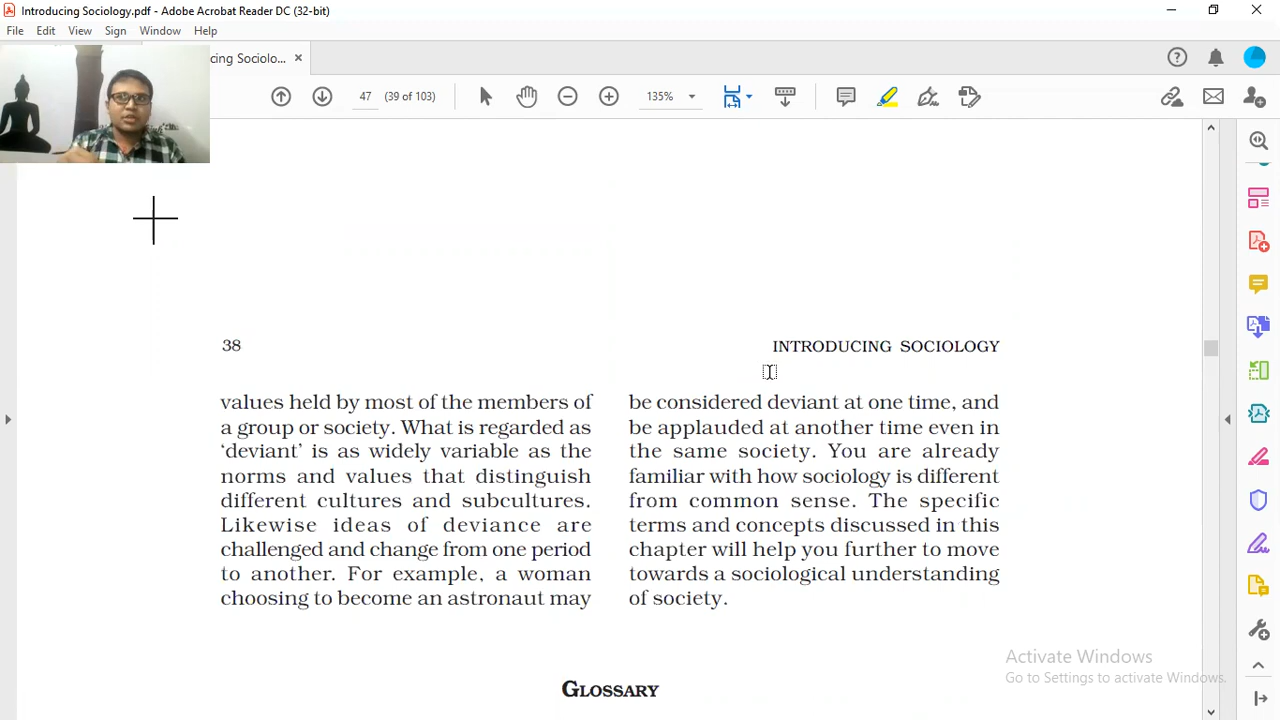 Introducing Sociology.pdf - Adobe Acrobat Reader DC (32-bit)
File Edit View Sign Window Help
cing Sociolo...
47 (39 of 103) 135%
38 INTRODUCING SOCIOLOGY
values held by most of the members of
a group or society. What is regarded as
‘deviant’ is as widely variable as the
norms and values that distinguish
different cultures and subcultures.
Likewise ideas of deviance are
challenged and change from one period
to another. For example, a woman
choosing to become an astronaut may
be considered deviant at one time, and
be applauded at another time even in
the same society. You are already
familiar with how sociology is different
from common sense. The specific
terms and concepts discussed in this
chapter will help you further to move
towards a sociological understanding
of society.
GLOSSARY
Activate Windows
Go to Settings to activate Windows.